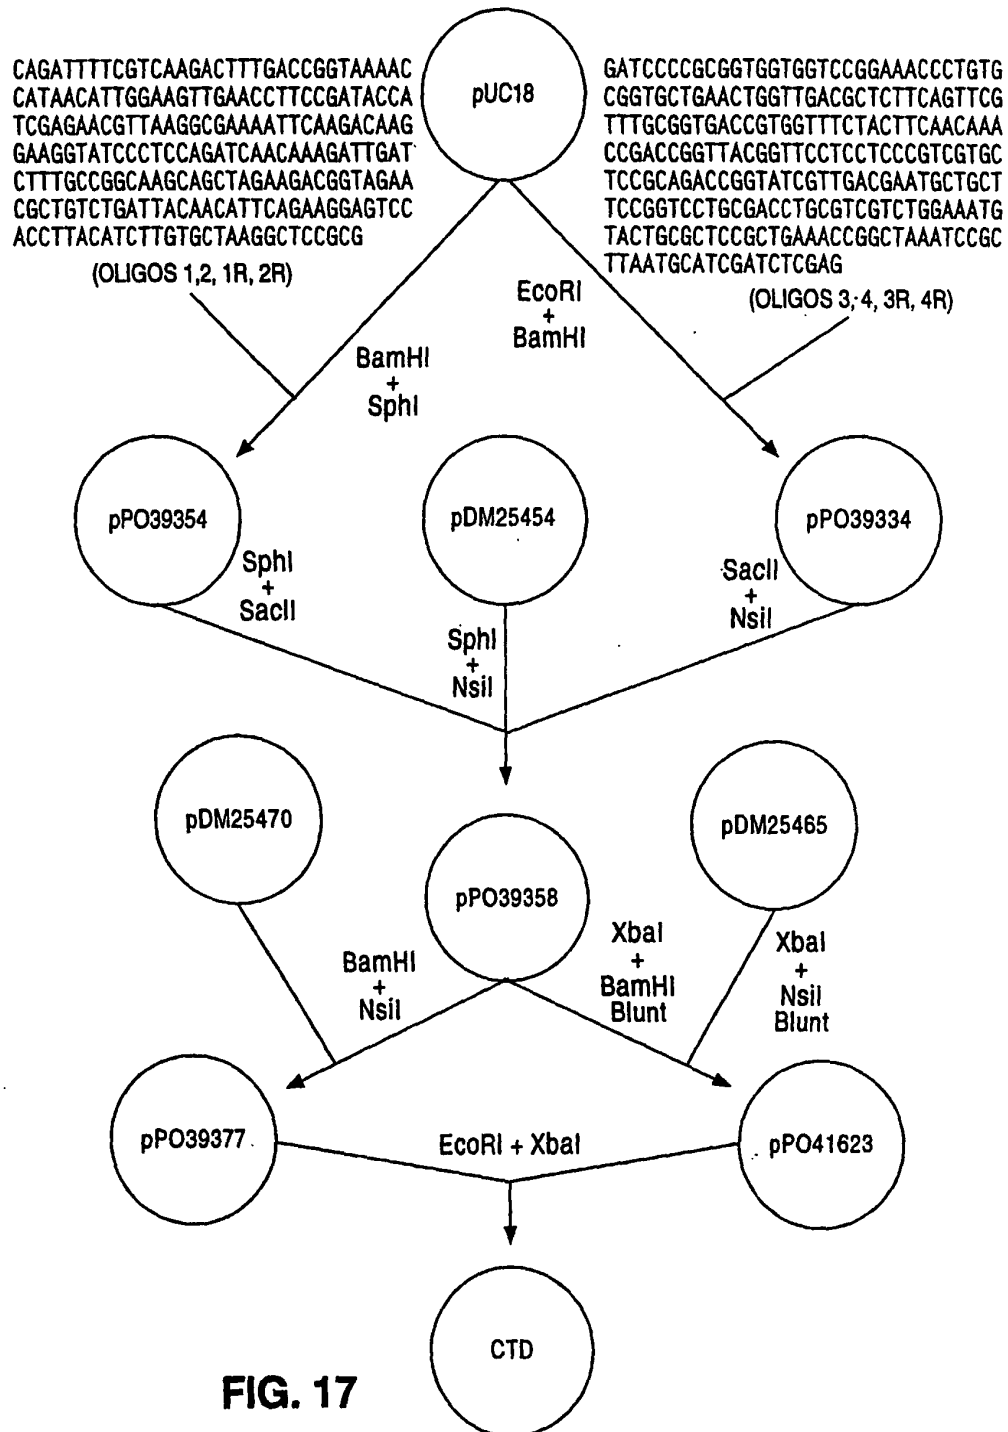 CAGATTTTCGTCAAGACTTTGACCGGTAAAAC
CATAACATTGGAAGTTGAACCTTCCGATACCA
TCGAGAACGTTAAGGCGAAAATTCAAGACAAG
GAAGGTATCCCTCCAGATCAACAAAGATTGAT
CTTTGCCGGCAAGCAGCTAGAAGACGGTAGAA
CGCTGTCTGATTACAACATTCAGAAGGAGTCC
ACCTTACATCTTGTGCTAAGGCTCCGCG
(OLIGOS 1,2, 1R, 2R)
pUC18
GATCCCCGCGGTGGTGGTCCGGAAACCCTGTG
CGGTGCTGAACTGGTTGACGCTCTTCAGTTCG
TTTGCGGTGACCGTGGTTTCTACTTCAACAAA
CCGACCGGTTACGGTTCCTCCTCCCGTCGTGC
TCCGCAGACCGGTATCGTTGACGAATGCTGCT
TCCGGTCCTGCGACCTGCGTCGTCTGGAAATG
TACTGCGCTCCGCTGAAACCGGCTAAATCCGC
TTAATGCATCGATCTCGAG
(OLIGOS 3, 4, 3R, 4R)
EcoRI
+
BamHI
BamHI
+
SphI
pPO39354
pDM25454
pPO39334
SphI
+
SacII
SphI
+
NsiI
SacII
+
NsiI
pDM25470
pPO39358
pDM25465
BamHI
+
NsiI
XbaI
+
BamHI
Blunt
XbaI
+
NsiI
Blunt
pPO39377
EcoRI + XbaI
pPO41623
CTD
FIG. 17